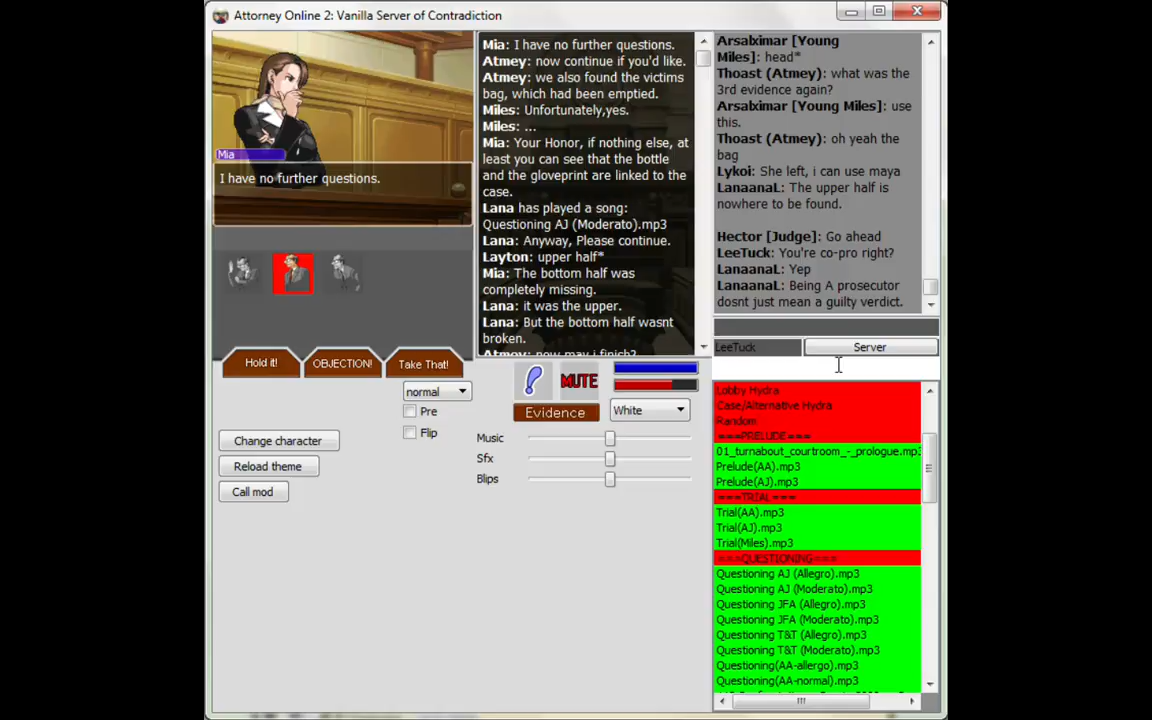 Attorney Online 2: Vanilla Server of Contradiction
Mia
I have no further questions.
Mia: I have no further questions.
Atmey: now continue if you'd like.
Atmey: we also found the victims
bag, which had been emptied.
Miles: Unfortunately,yes.
Miles: ...
Mia: Your Honor, if nothing else, at
least you can see that the bottle
and the gloveprint are linked to the
case.
Lana has played a song:
Questioning AJ (Moderato).mp3
Lana: Anyway, Please continue.
Layton: upper half*
Mia: The bottom half was
completely missing.
Lana: it was the upper.
Lana: But the bottom half wasnt
broken.
Atmey: now may i finish?
Arsalximar [Young
Miles]: head*
Thoast (Atmey): what was the
3rd evidence again?
Arsalximar [Young Miles]: use
this.
Thoast (Atmey): oh yeah the
bag
Lykoi: She left, i can use maya
LanaanaL: The upper half is
nowhere to be found.
Hector [Judge]: Go ahead
LeeTuck: You're co-pro right?
LanaanaL: Yep
LanaanaL: Being A prosecutor
dosnt just mean a guilty verdict.
LeeTuck
Server
Hold it!
OBJECTION!
Take That!
normal
Pre
Flip
MUTE
Evidence
White
Music
Sfx
Blips
Change character
Reload theme
Call mod
Lobby Hydra
Case/Alternative Hydra
Random
===PRELUDE===
01_turnabout_courtroom_-_prologue.mp3
Prelude(AA).mp3
Prelude(AJ).mp3
===TRIAL===
Trial(AA).mp3
Trial(AJ).mp3
Trial(Miles).mp3
===QUESTIONING===
Questioning AJ (Allegro).mp3
Questioning AJ (Moderato).mp3
Questioning JFA (Allegro).mp3
Questioning JFA (Moderato).mp3
Questioning T&T (Allegro).mp3
Questioning T&T (Moderato).mp3
Questioning(AA-allergo).mp3
Questioning(AA-normal).mp3